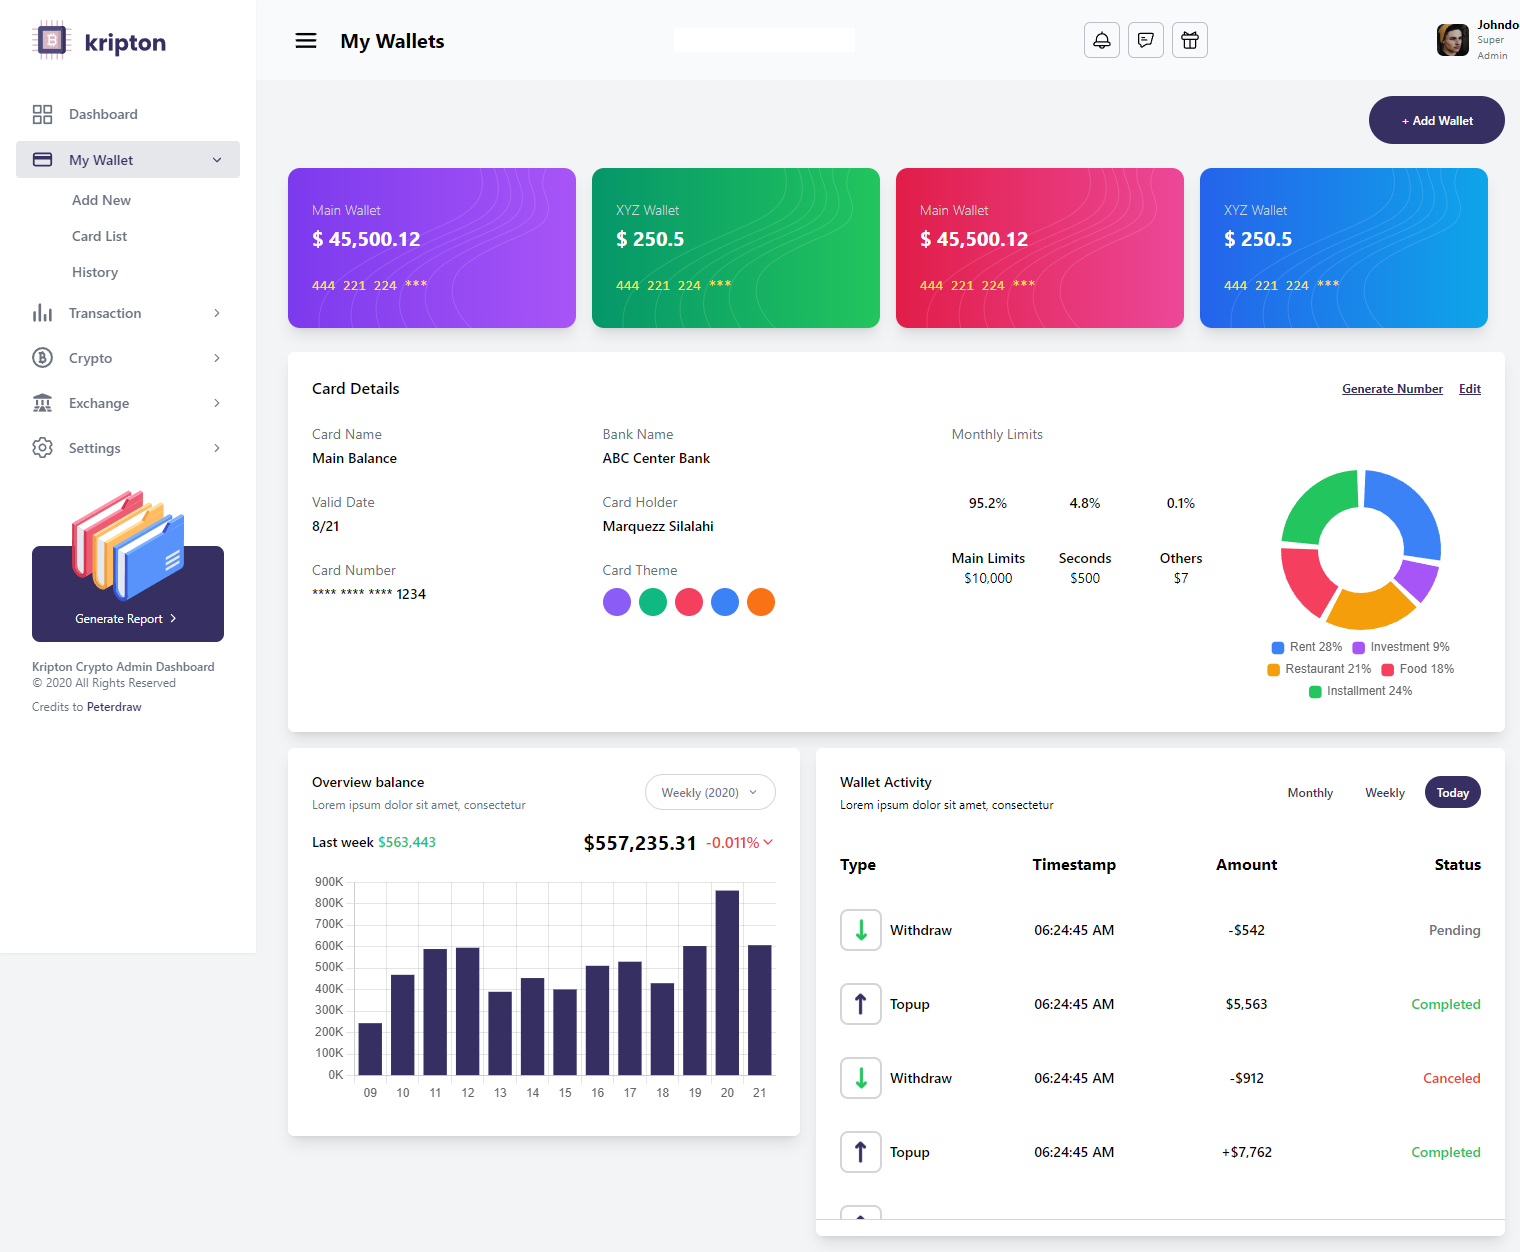 kripton
My Wallets
Johndo
Super
Admin
Dashboard
My Wallet
Add New
Card List
History
Transaction
Crypto
Exchange
Settings
Generate Report
Kripton Crypto Admin Dashboard
© 2020 All Rights Reserved
Credits to Peterdraw
+ Add Wallet
Main Wallet
$ 45,500.12
444 221 224 ***
XYZ Wallet
$ 250.5
444 221 224 ***
Main Wallet
$ 45,500.12
444 221 224 ***
XYZ Wallet
$ 250.5
444 221 224 ***
Card Details
Generate Number Edit
Card Name
Main Balance
Valid Date
8/21
Card Number
**** **** **** 1234
Bank Name
ABC Center Bank
Card Holder
Marquezz Silalahi
Card Theme
Monthly Limits
95.2% 4.8% 0.1%
Main Limits Seconds Others
$10,000 $500 $7
Rent 28% Investment 9%
Restaurant 21% Food 18%
Installment 24%
Overview balance
Lorem ipsum dolor sit amet, consectetur
Weekly (2020)
Last week $563,443
$557,235.31 -0.011%
900K
800K
700K
600K
500K
400K
300K
200K
100K
0K
09 10 11 12 13 14 15 16 17 18 19 20 21
Wallet Activity
Lorem ipsum dolor sit amet, consectetur
Monthly Weekly Today
Type Timestamp Amount Status
Withdraw 06:24:45 AM -$542 Pending
Topup 06:24:45 AM $5,563 Completed
Withdraw 06:24:45 AM -$912 Canceled
Topup 06:24:45 AM +$7,762 Completed